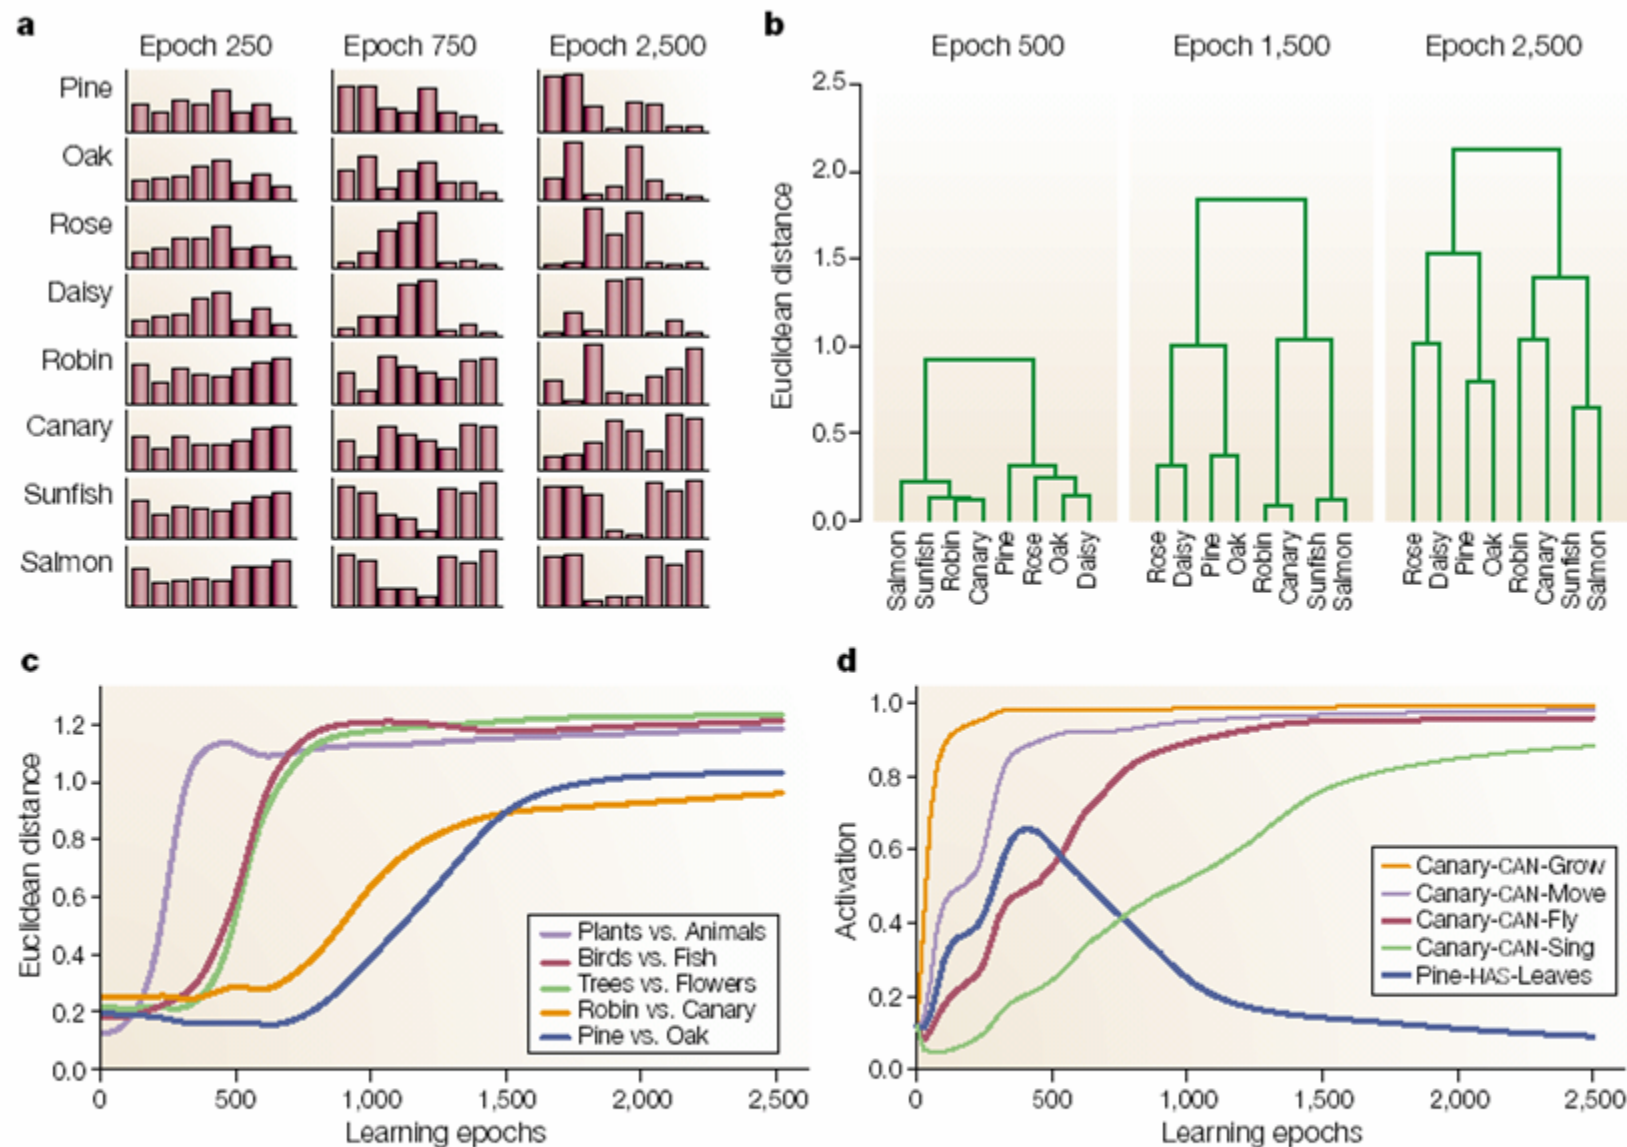 a
Epoch 250 Epoch 750 Epoch 2,500
Pine
Oak
Rose
Daisy
Robin
Canary
Sunfish
Salmon
b
Epoch 500 Epoch 1,500 Epoch 2,500
Euclidean distance
2.5
2.0
1.5
1.0
0.5
0.0
Salmon Sunfish Robin Canary Pine Rose Oak Daisy
Rose Daisy Pine Oak Robin Canary Sunfish Salmon
Rose Daisy Pine Oak Robin Canary Sunfish Salmon
c
Euclidean distance
1.2
1.0
0.8
0.6
0.4
0.2
0.0
Plants vs. Animals
Birds vs. Fish
Trees vs. Flowers
Robin vs. Canary
Pine vs. Oak
0 500 1,000 1,500 2,000 2,500
Learning epochs
d
Activation
1.0
0.8
0.6
0.4
0.2
0.0
Canary-CAN-Grow
Canary-CAN-Move
Canary-CAN-Fly
Canary-CAN-Sing
Pine-HAS-Leaves
0 500 1,000 1,500 2,000 2,500
Learning epochs